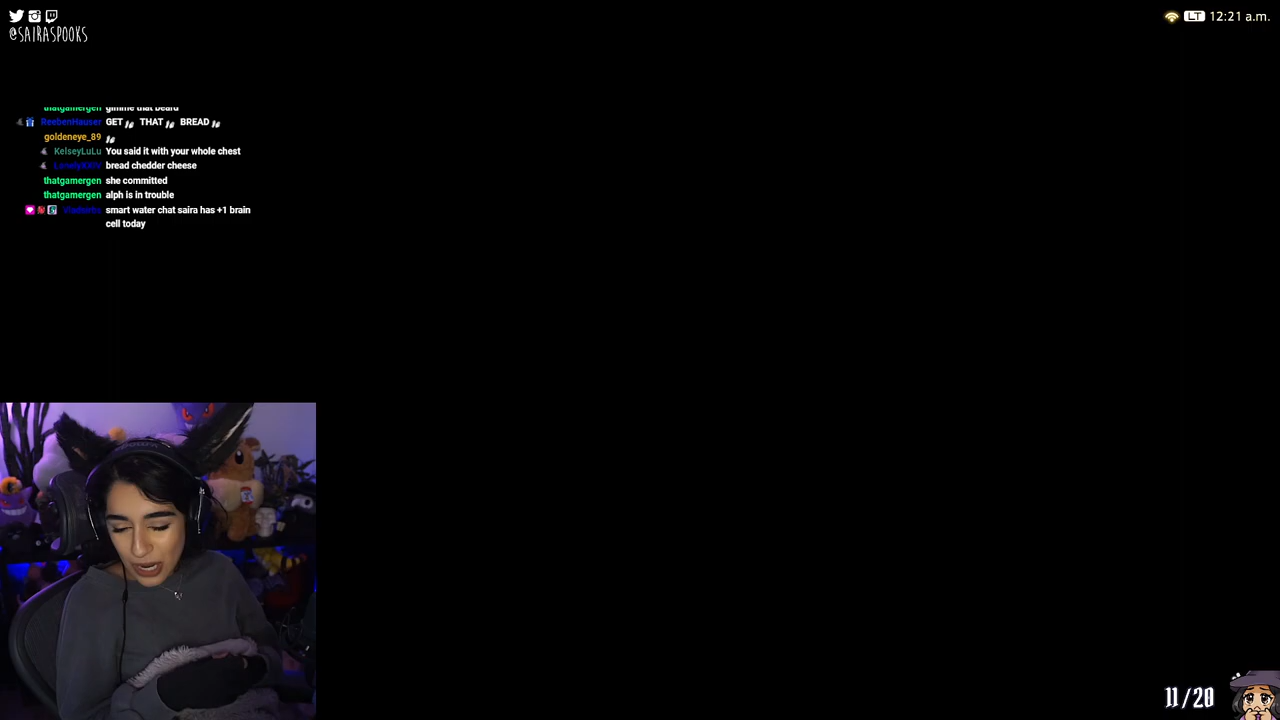 @SAIRASPOOKS
LT 12:21 a.m.
thatgamergen gimme that beard
ReebenHauser GET THAT BREAD
goldeneye_89
KelseyLuLu You said it with your whole chest
bread chedder cheese
thatgamergen she committed
thatgamergen alph is in trouble
smart water chat saira has +1 brain
cell today
11/20